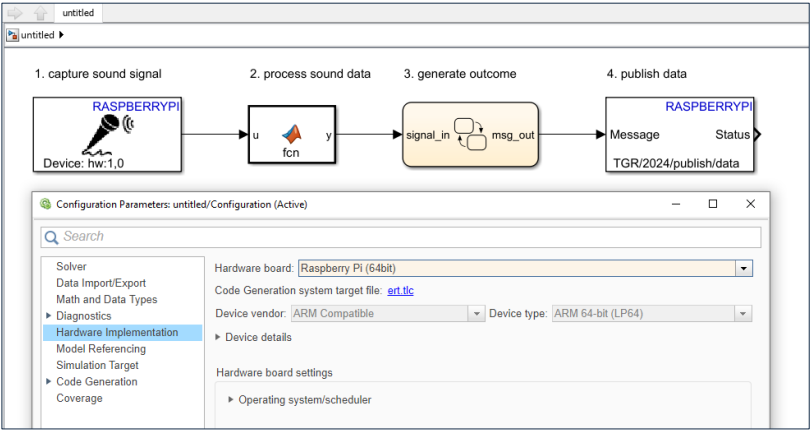 untitled
untitled
1. capture sound signal
2. process sound data
3. generate outcome
4. publish data
RASPBERRYPI
Device: hw:1,0
u
y
fcn
signal_in
msg_out
RASPBERRYPI
Message
Status
TGR/2024/publish/data
Configuration Parameters: untitled/Configuration (Active)
Search
Solver
Data Import/Export
Math and Data Types
Diagnostics
Hardware Implementation
Model Referencing
Simulation Target
Code Generation
Coverage
Hardware board: Raspberry Pi (64bit)
Code Generation system target file: ert.tlc
Device vendor: ARM Compatible
Device type: ARM 64-bit (LP64)
Device details
Hardware board settings
Operating system/scheduler